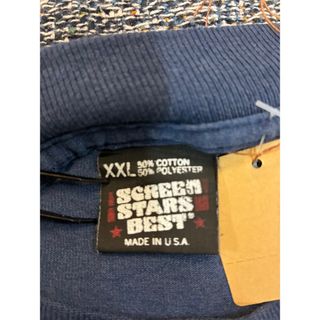 XXL 50% COTTON
50% POLYESTER
SCREEN
STARS
BEST
MADE IN U.S.A.